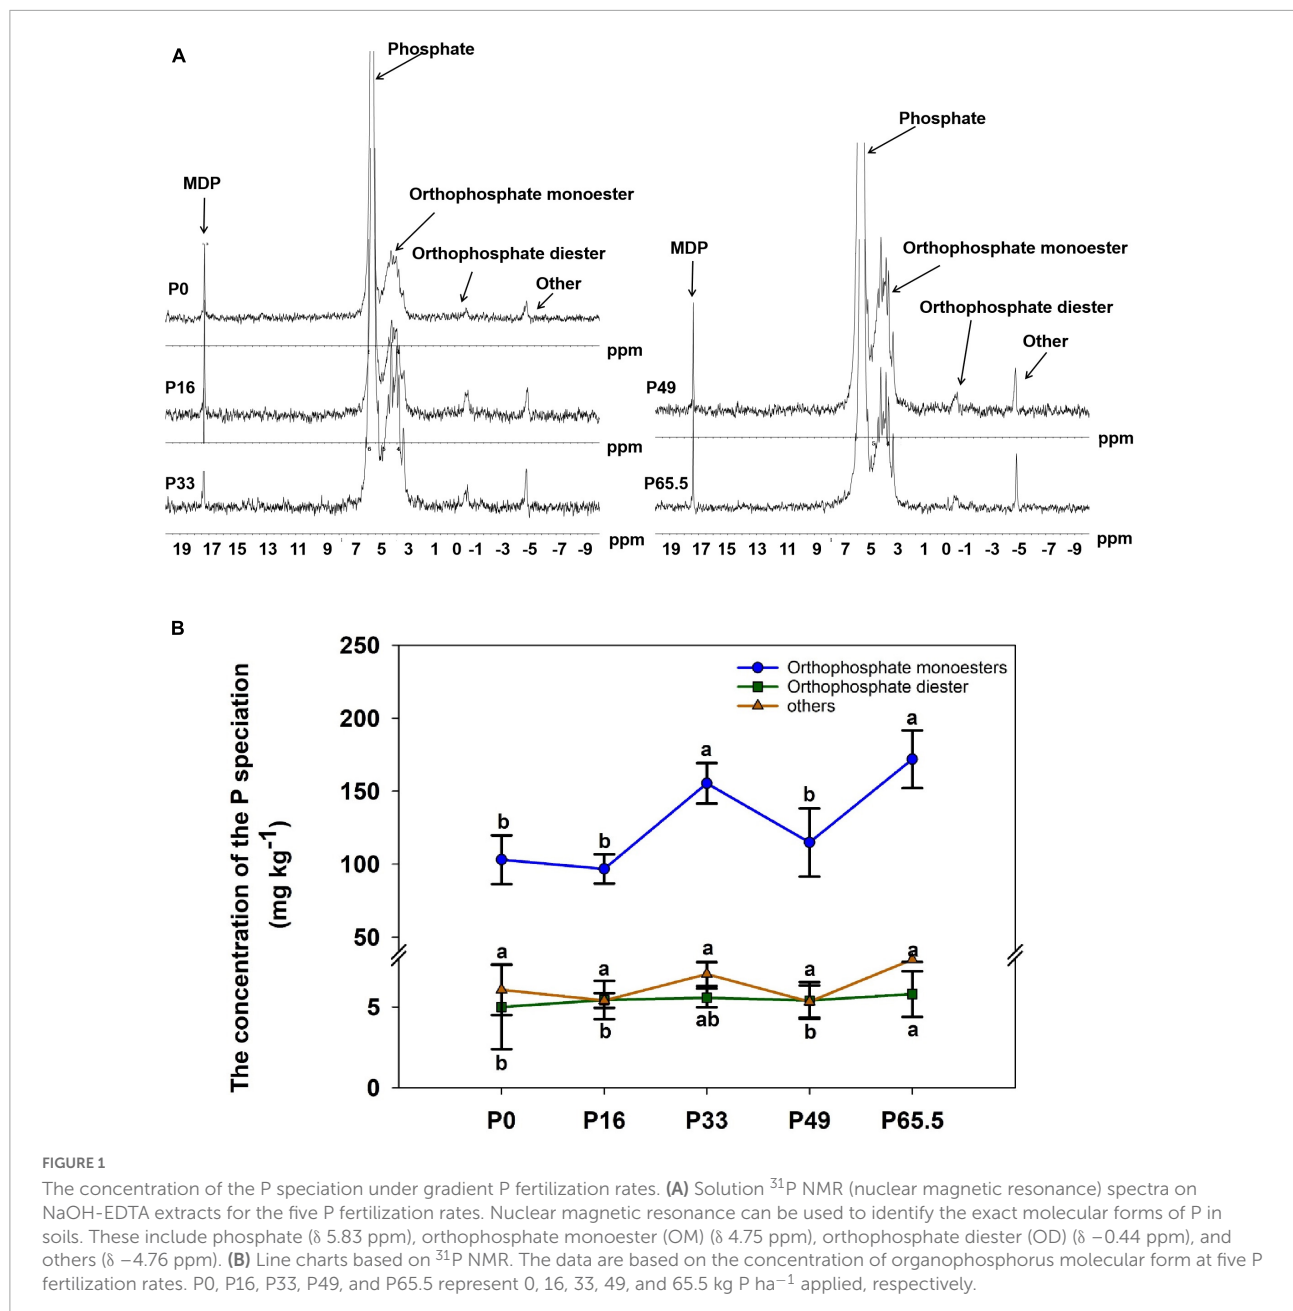 A
Phosphate
MDP
Orthophosphate monoester
Orthophosphate diester
Other
P0
ppm
P16
ppm
P33
ppm
19 17 15 13 11 9 7 5 3 1 0 -1 -3 -5 -7 -9
Phosphate
MDP
Orthophosphate monoester
Orthophosphate diester
Other
P49
ppm
P65.5
ppm
19 17 15 13 11 9 7 5 3 1 0 -1 -3 -5 -7 -9
B
The concentration of the P speciation
(mg kg-1)
250
200
150
100
50
5
0
Orthophosphate monoesters
Orthophosphate diester
others
b b a b a
a a a a a
b b ab b a
P0 P16 P33 P49 P65.5
FIGURE 1
The concentration of the P speciation under gradient P fertilization rates. (A) Solution 31P NMR (nuclear magnetic resonance) spectra on
NaOH-EDTA extracts for the five P fertilization rates. Nuclear magnetic resonance can be used to identify the exact molecular forms of P in
soils. These include phosphate (δ 5.83 ppm), orthophosphate monoester (OM) (δ 4.75 ppm), orthophosphate diester (OD) (δ −0.44 ppm), and
others (δ −4.76 ppm). (B) Line charts based on 31P NMR. The data are based on the concentration of organophosphorus molecular form at five P
fertilization rates. P0, P16, P33, P49, and P65.5 represent 0, 16, 33, 49, and 65.5 kg P ha−1 applied, respectively.